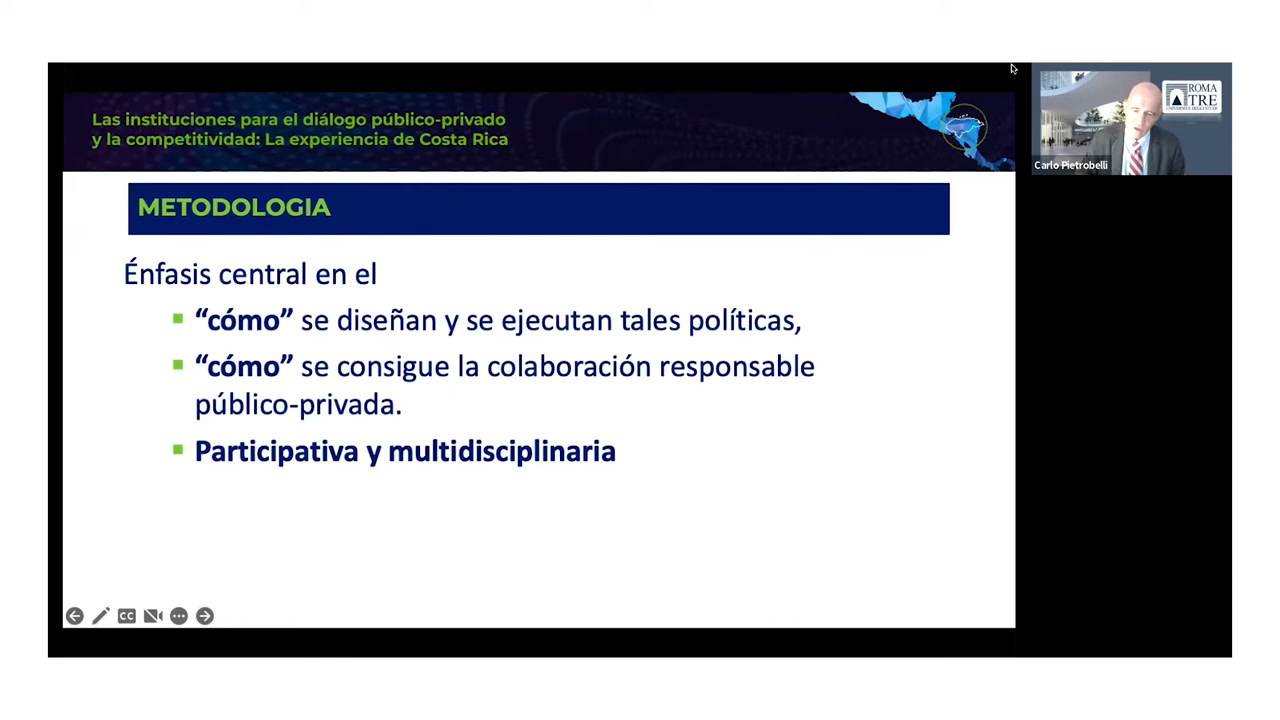 Las instituciones para el diálogo público-privado
y la competitividad: La experiencia de Costa Rica
METODOLOGIA
Énfasis central en el
“cómo” se diseñan y se ejecutan tales políticas,
“cómo” se consigue la colaboración responsable
público-privada.
Participativa y multidisciplinaria
CC
ROMA
TRE
Carlo Pietrobelli